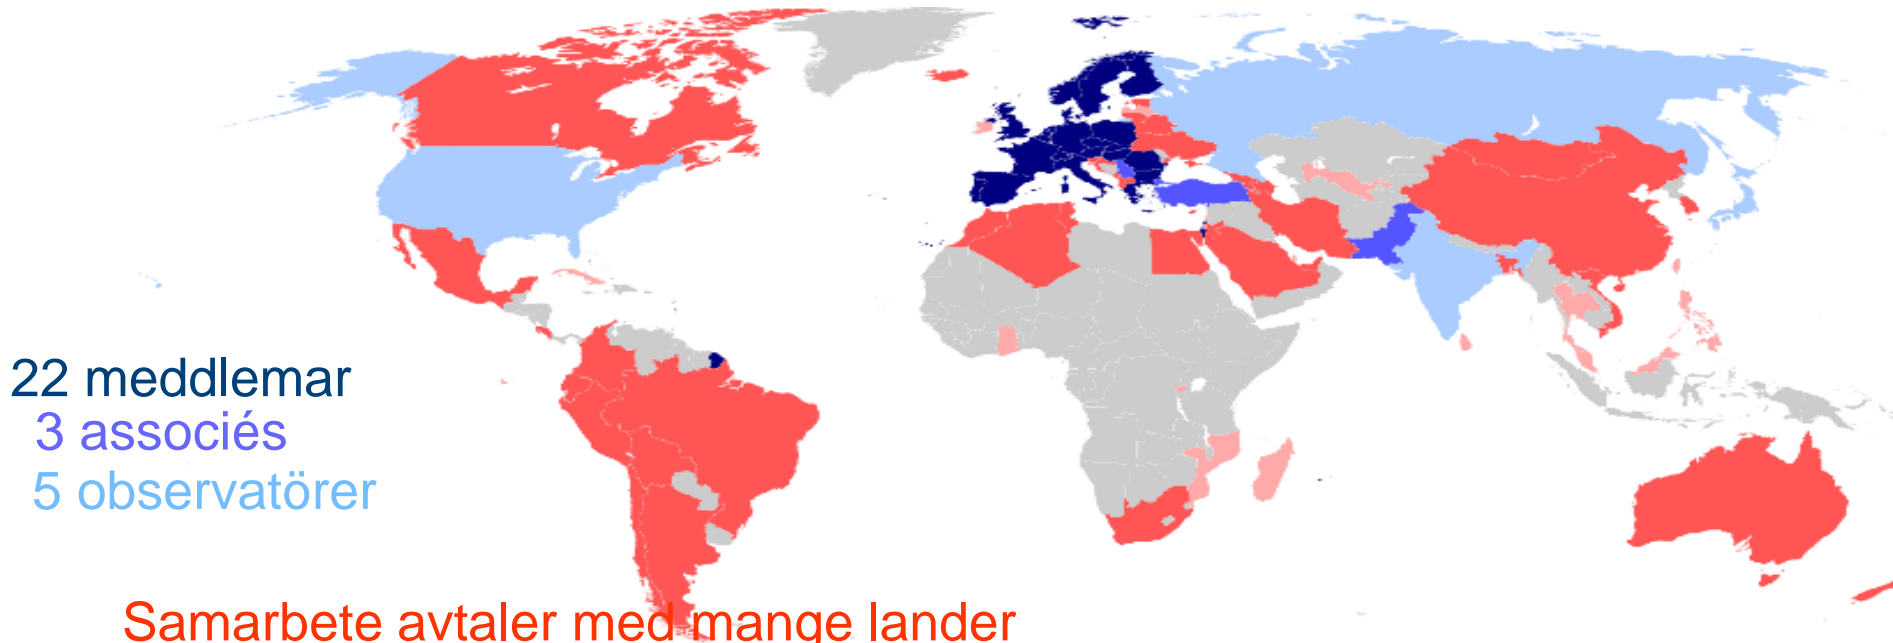 22 meddlemar
3 associés
5 observatörer
Samarbete avtaler med mange lander